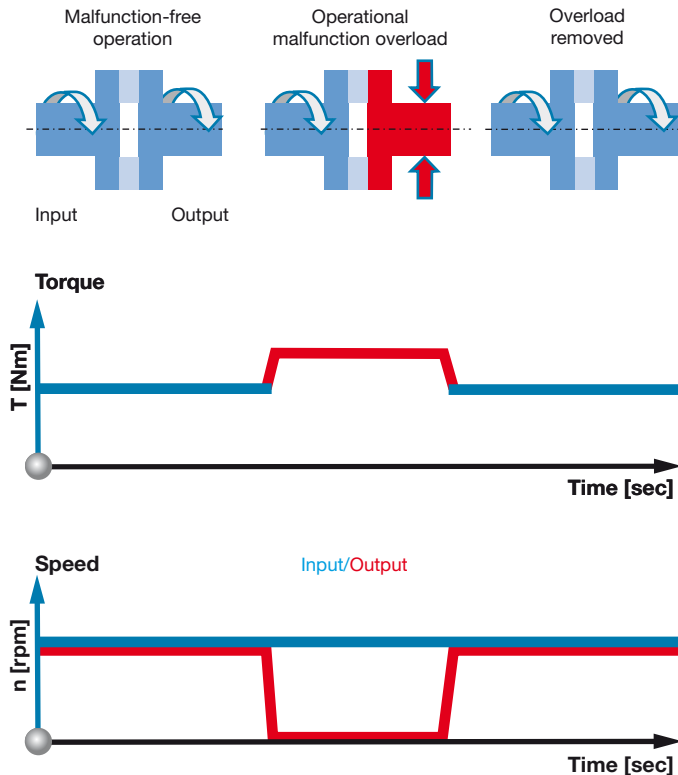 Malfunction-free
operation
Operational
malfunction overload
Overload
removed
Input
Output
Torque
T [Nm]
Time [sec]
Speed
Input/Output
n [rpm]
Time [sec]